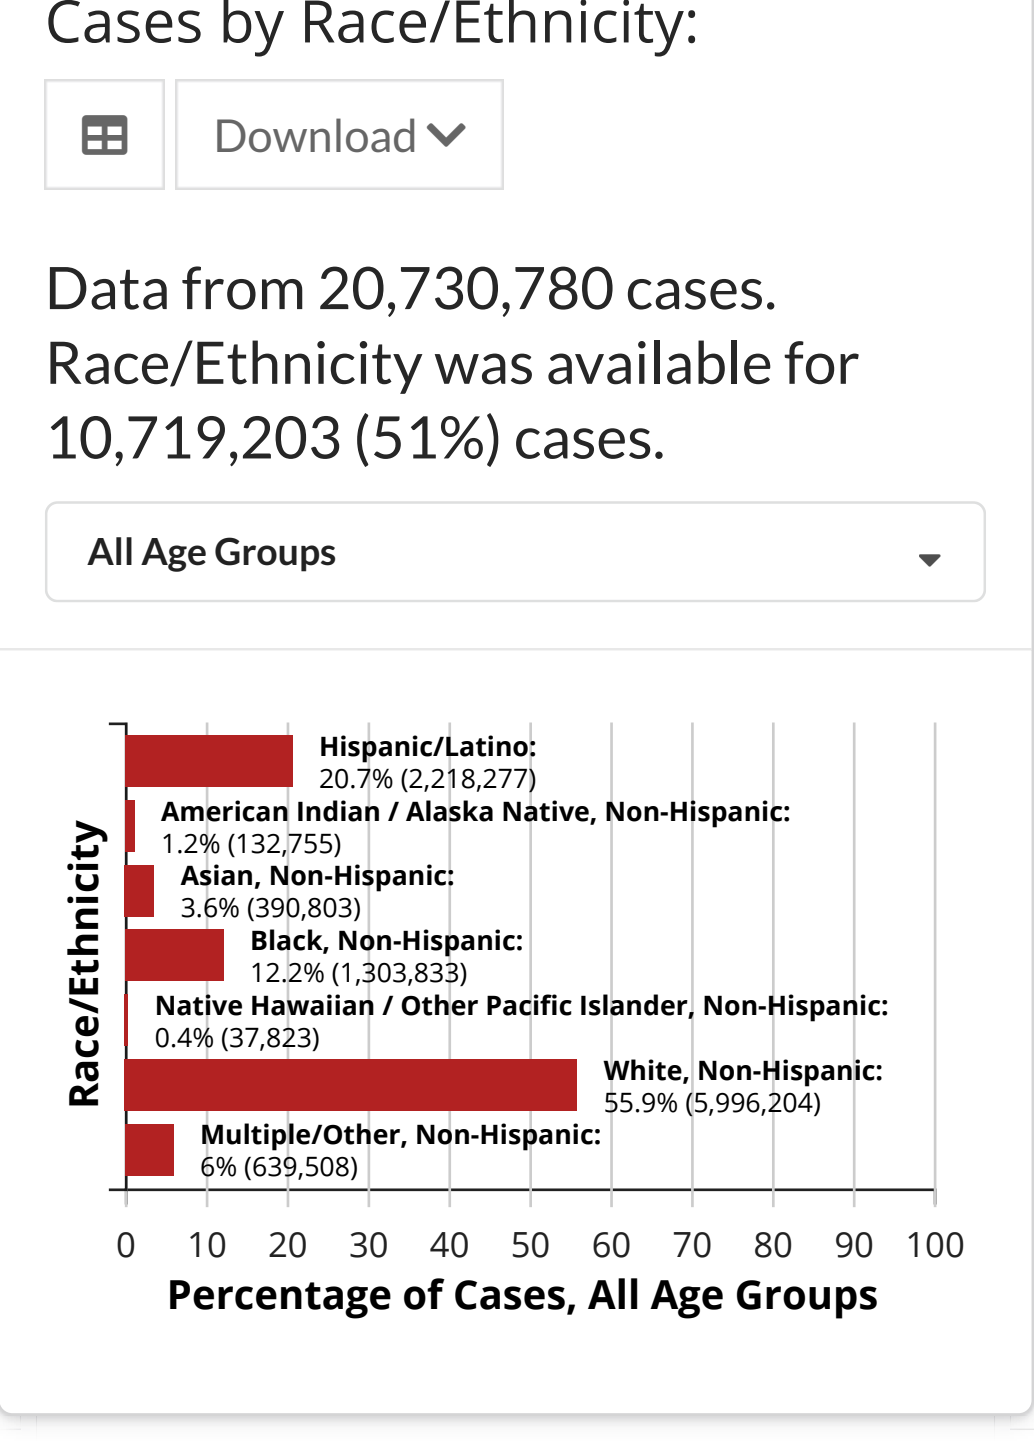 Cases by Race/Ethnicity:
Download
Data from 20,730,780 cases.
Race/Ethnicity was available for
10,719,203 (51%) cases.
All Age Groups
Race/Ethnicity
Hispanic/Latino:
20.7% (2,218,277)
American Indian / Alaska Native, Non-Hispanic:
1.2% (132,755)
Asian, Non-Hispanic:
3.6% (390,803)
Black, Non-Hispanic:
12.2% (1,303,833)
Native Hawaiian / Other Pacific Islander, Non-Hispanic:
0.4% (37,823)
White, Non-Hispanic:
55.9% (5,996,204)
Multiple/Other, Non-Hispanic:
6% (639,508)
0 10 20 30 40 50 60 70 80 90 100
Percentage of Cases, All Age Groups